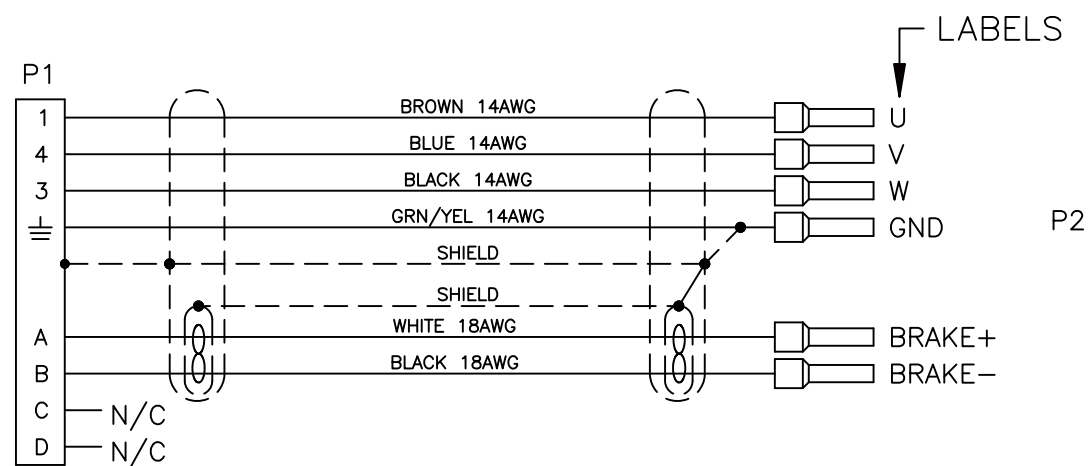 LABELS
P1
1 BROWN 14AWG U
4 BLUE 14AWG V
3 BLACK 14AWG W
GRN/YEL 14AWG GND
P2
SHIELD
SHIELD
A WHITE 18AWG BRAKE+
B BLACK 18AWG BRAKE-
C N/C
D N/C